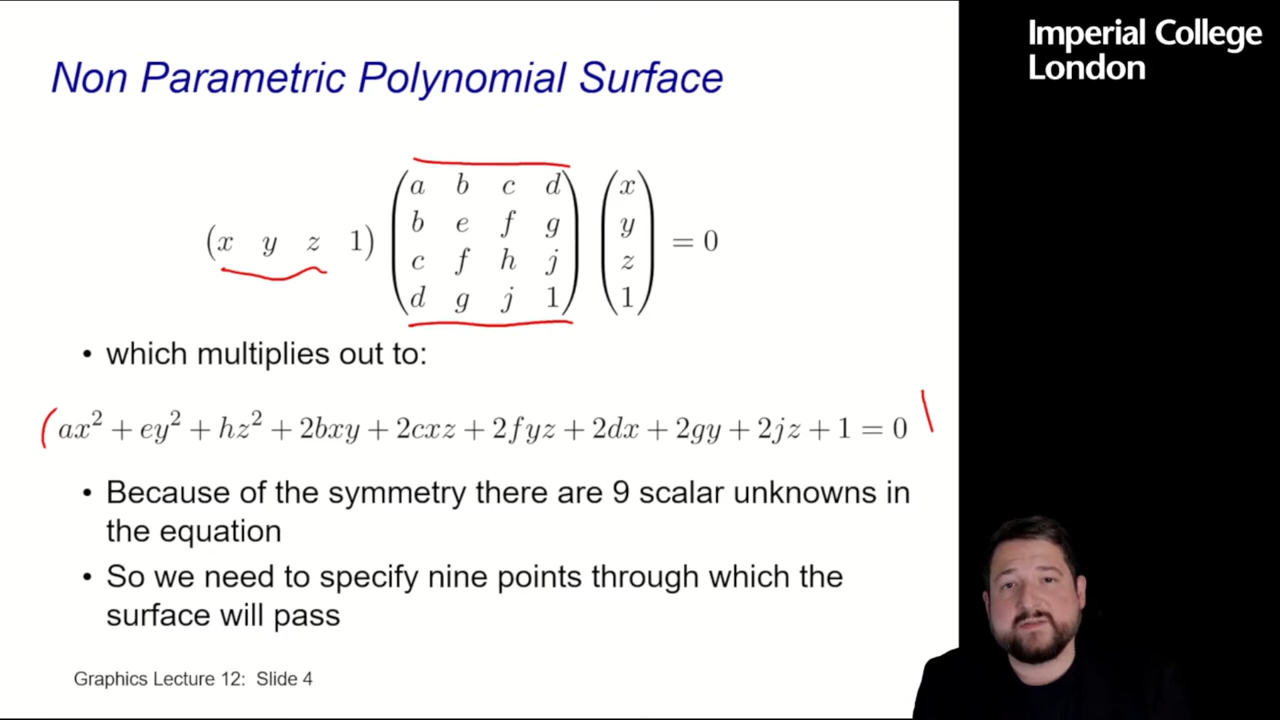 Imperial College
London
Non Parametric Polynomial Surface
(x y z 1) (a b c d
b e f g
c f h j
d g j 1) (x
y
z
1) = 0
• which multiplies out to:
ax² + ey² + hz² + 2bxy + 2cxz + 2fyz + 2dx + 2gy + 2jz + 1 = 0
• Because of the symmetry there are 9 scalar unknowns in
the equation
• So we need to specify nine points through which the
surface will pass
Graphics Lecture 12: Slide 4